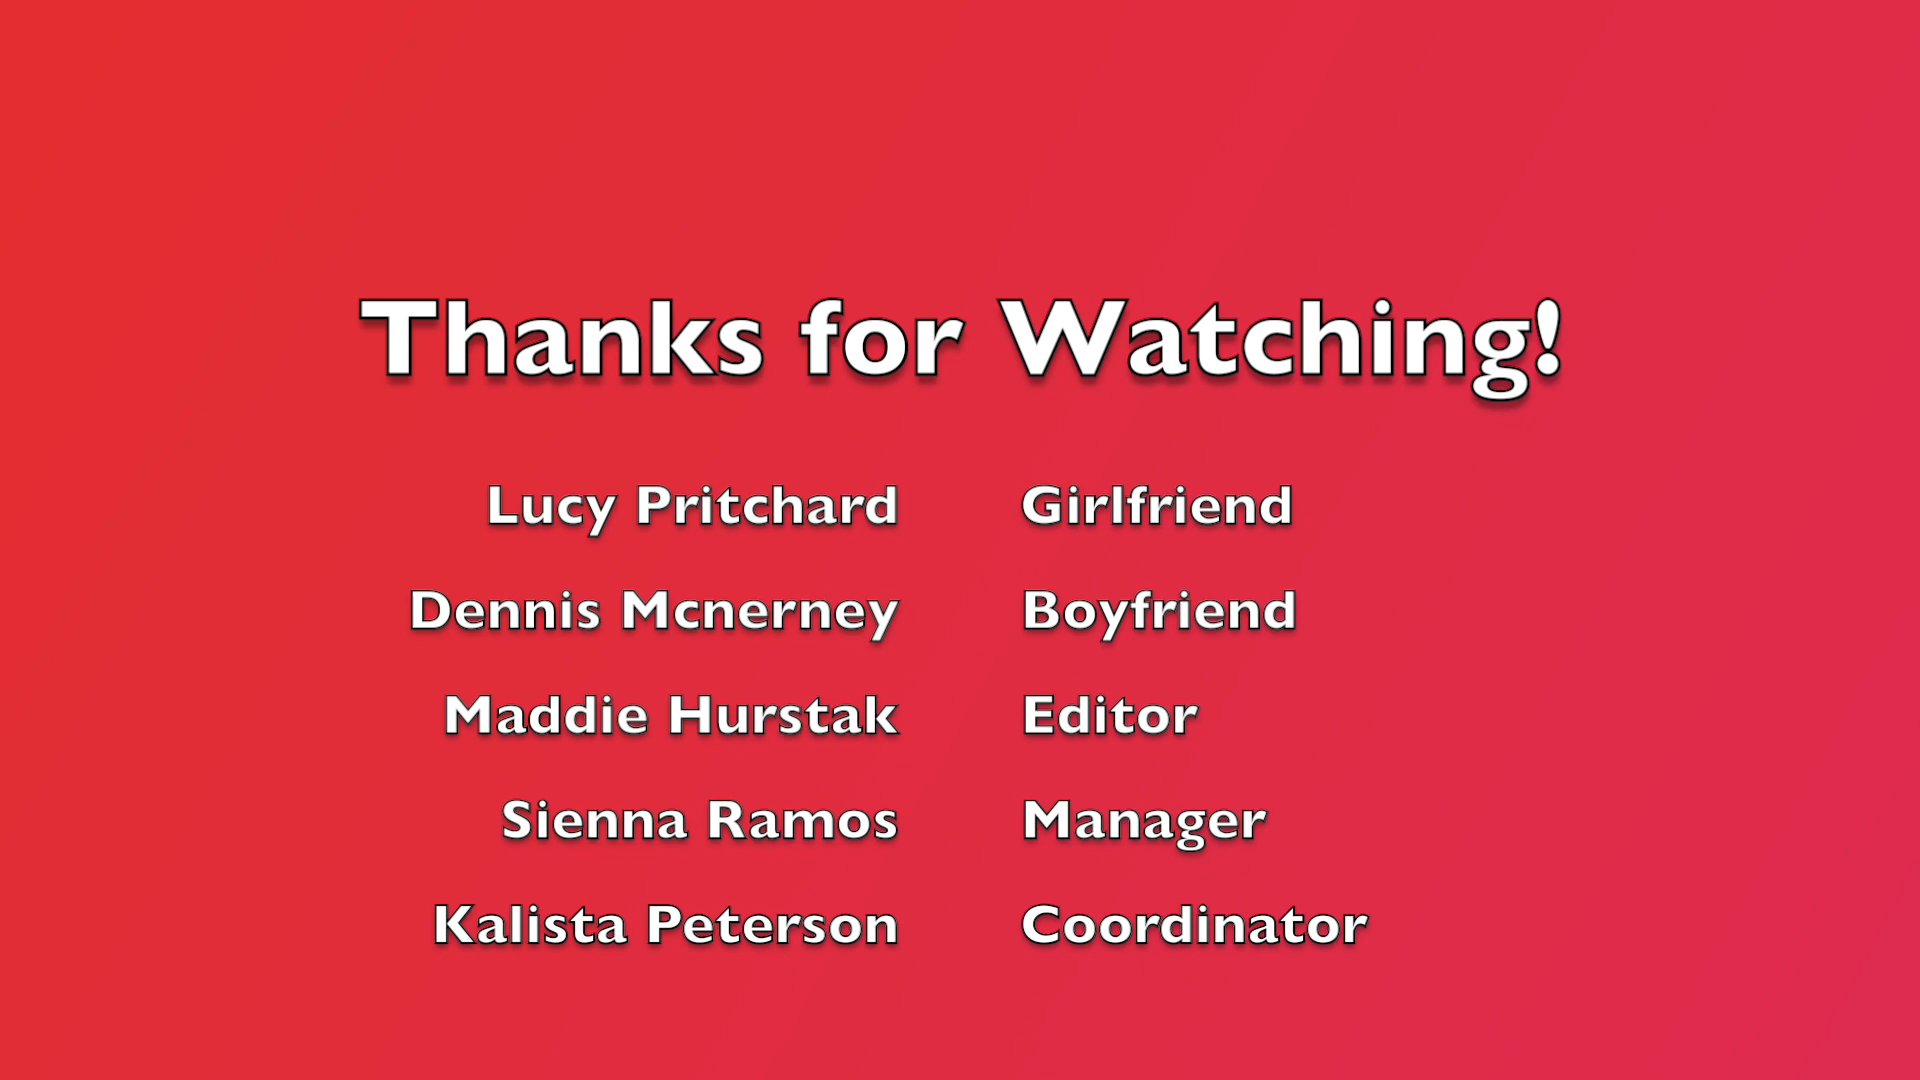 Thanks for Watching!
Lucy Pritchard Girlfriend
Dennis Mcnerney Boyfriend
Maddie Hurstak Editor
Sienna Ramos Manager
Kalista Peterson Coordinator